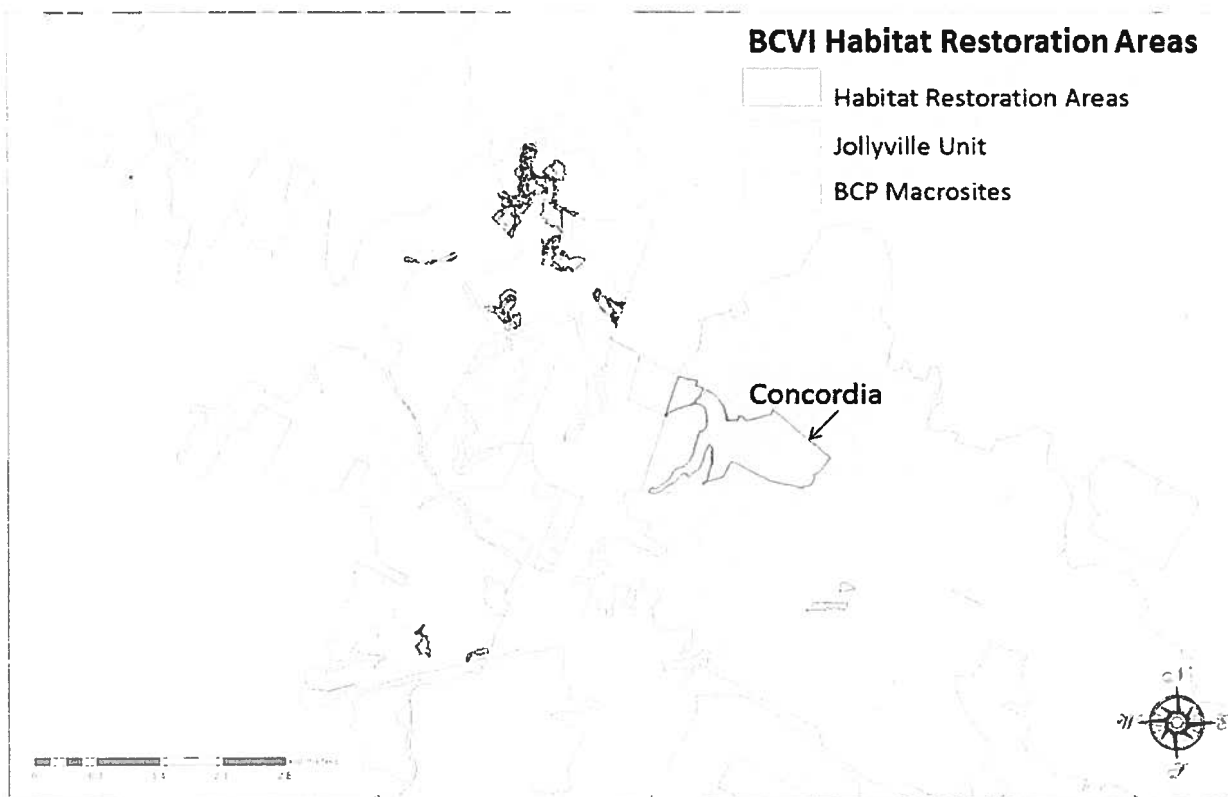 BCVI Habitat Restoration Areas
Habitat Restoration Areas
Jollyville Unit
BCP Macrosites
Concordia